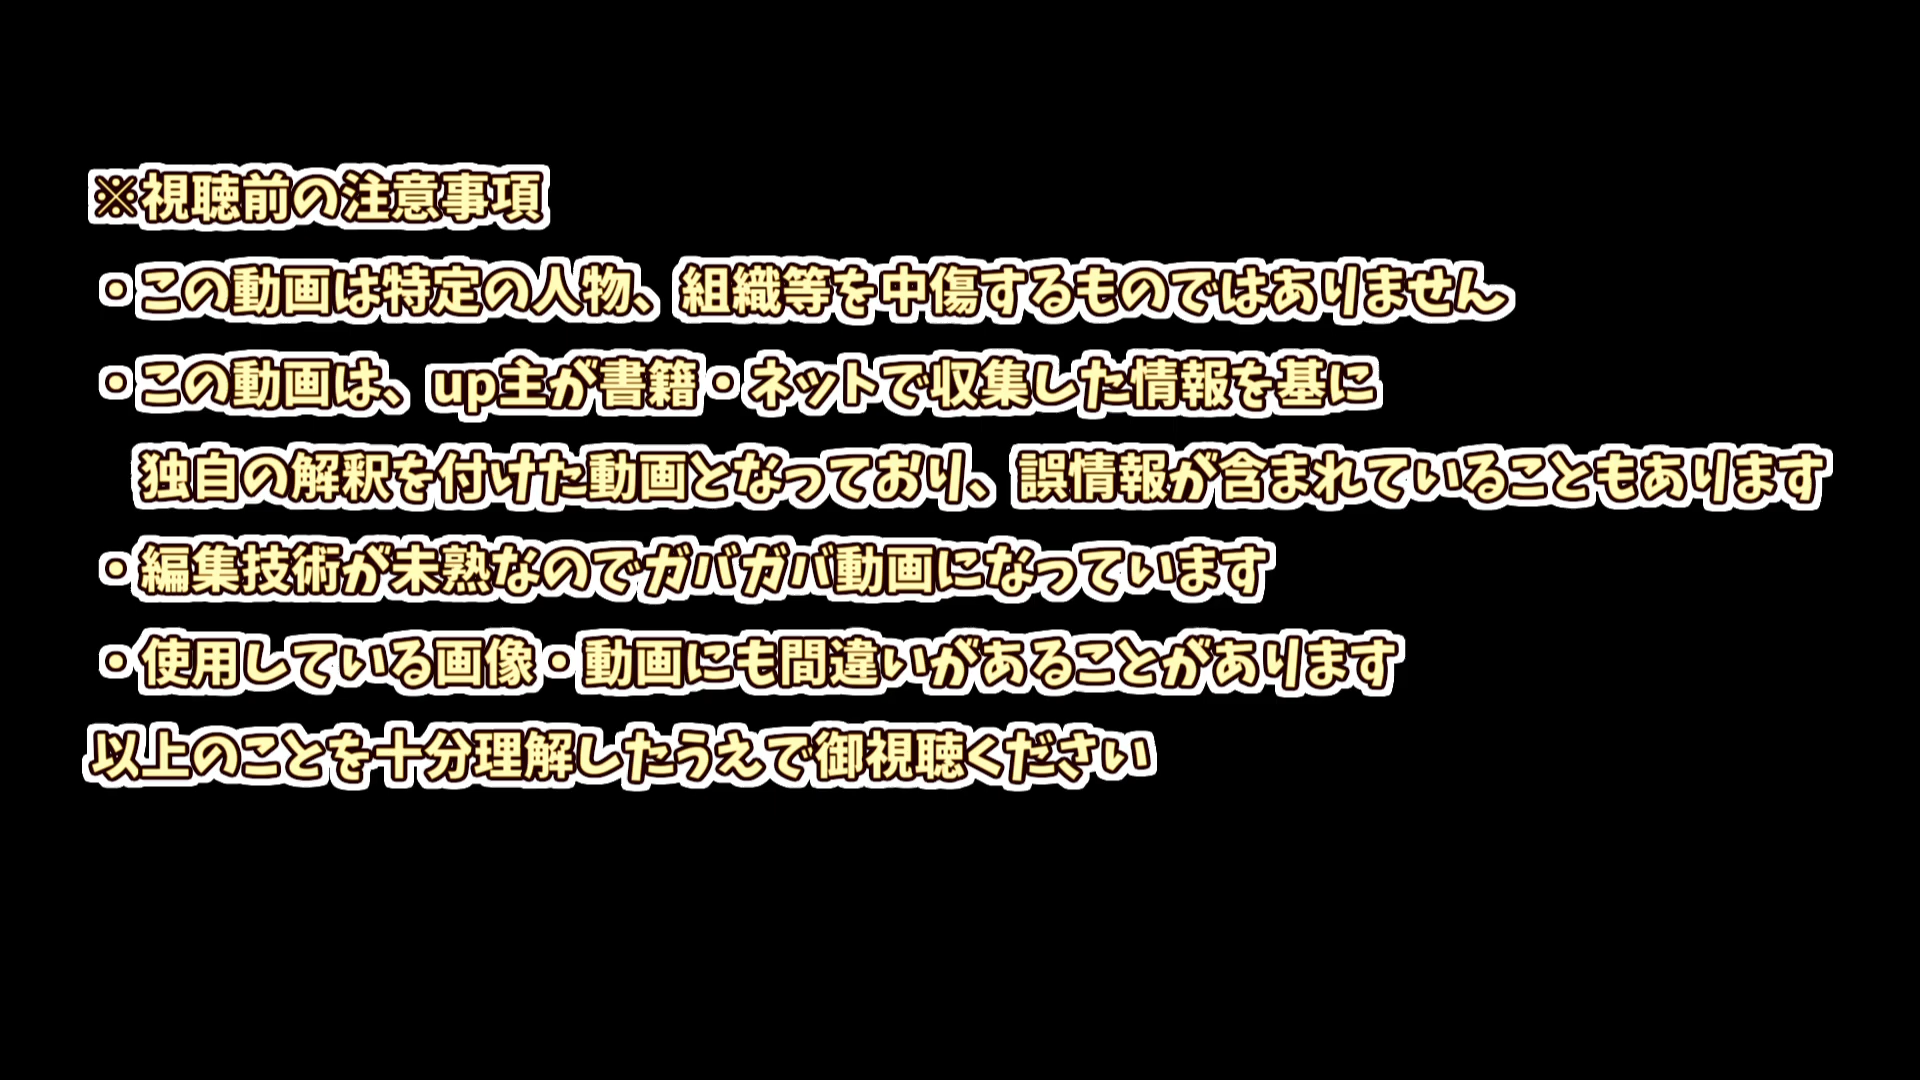 ※視聴前の注意事項
・この動画は特定の人物、組織等を中傷するものではありません
・この動画は、up主が書籍・ネットで収集した情報を基に
独自の解釈を付けた動画となっており、誤情報が含まれていることもあります
・編集技術が未熟なのでガバガバ動画になっています
・使用している画像・動画にも間違いがあることがあります
以上のことを十分理解したうえで御視聴ください